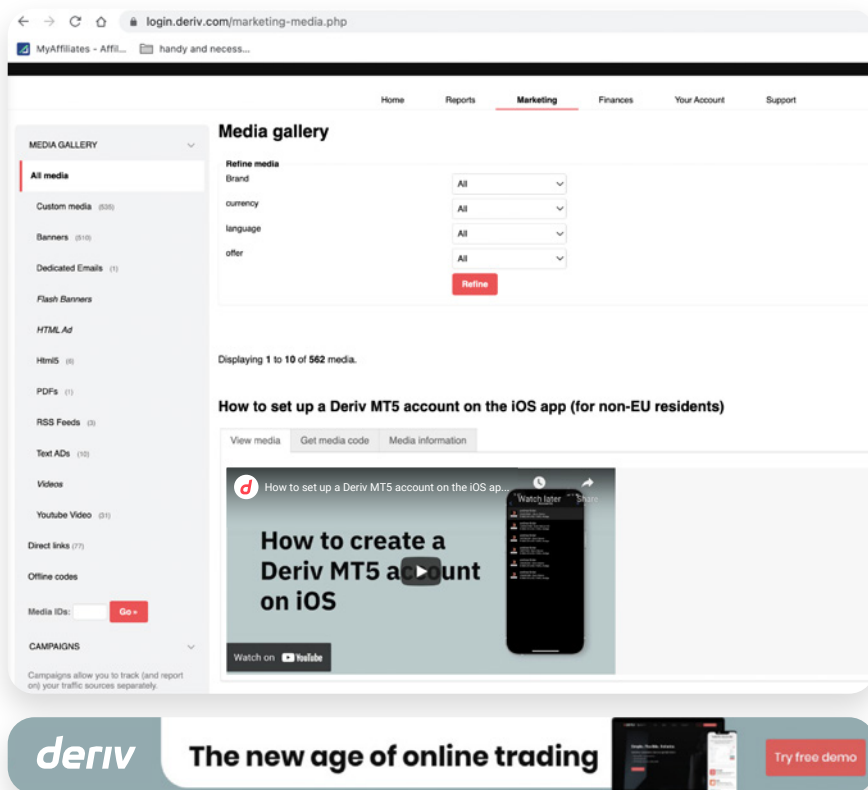 login.deriv.com/marketing-media.php
MyAffiliates - Affil... handy and necess...
Home Reports Marketing Finances Your Account Support
MEDIA GALLERY
All media
Custom media (535)
Banners (510)
Dedicated Emails (1)
Flash Banners
HTML Ad
Html5 (6)
PDFs (1)
RSS Feeds (3)
Text ADs (10)
Videos
Youtube Video (31)
Direct links (77)
Offline codes
Media IDs: Go »
CAMPAIGNS
Campaigns allow you to track (and report
on) your traffic sources separately.
Media gallery
Refine media
Brand All
currency All
language All
offer All
Refine
Displaying 1 to 10 of 562 media.
How to set up a Deriv MT5 account on the iOS app (for non-EU residents)
View media Get media code Media information
How to set up a Deriv MT5 account on the iOS ap...
Watch later Share
How to create a
Deriv MT5 account
on iOS
Watch on YouTube
deriv The new age of online trading Try free demo